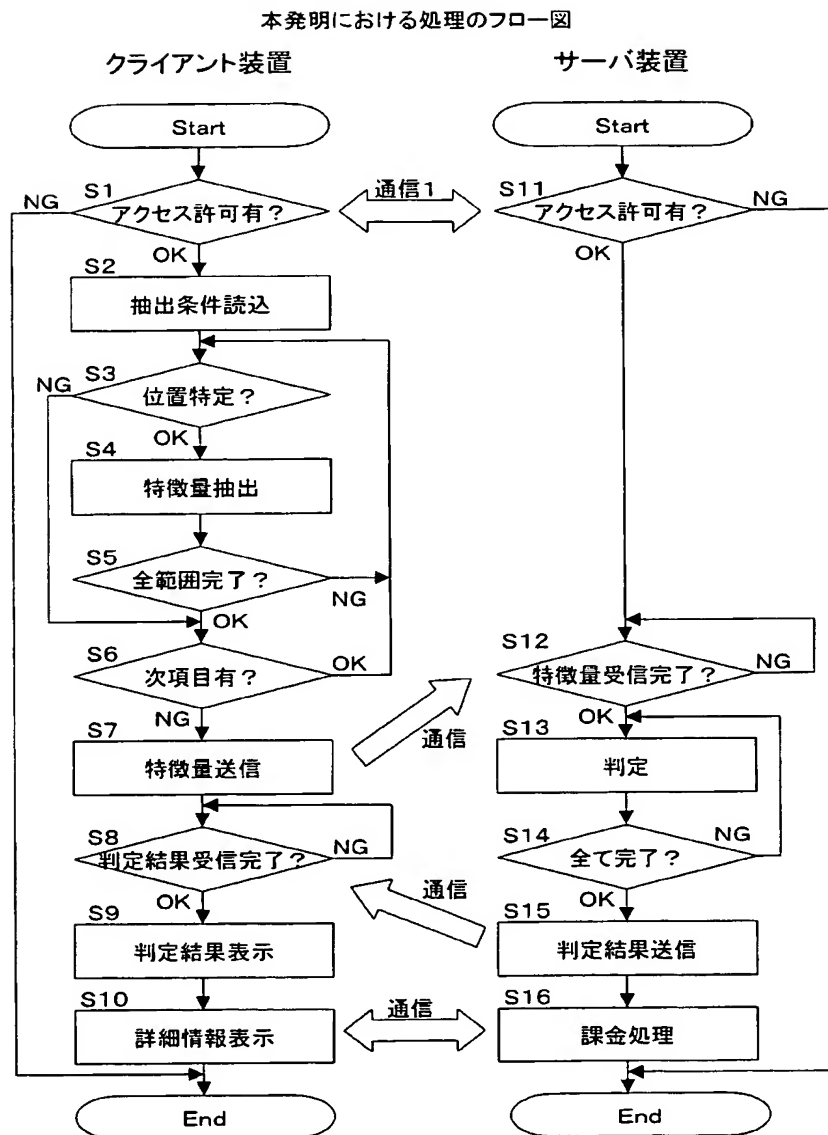 本発明における処理のフロー図
クライアント装置
サーバ装置
Start
Start
S1
NG
アクセス許可有?
OK
通信1
S11
NG
アクセス許可有?
OK
S2
抽出条件読込
S3
NG
位置特定?
OK
S4
特徴量抽出
S5
全範囲完了?
NG
OK
S6
次項目有?
OK
NG
S12
特徴量受信完了?
NG
OK
S7
特徴量送信
通信
S13
判定
S8
判定結果受信完了?
NG
OK
S14
NG
全て完了?
OK
通信
S9
判定結果表示
S15
判定結果送信
S10
詳細情報表示
通信
S16
課金処理
End
End